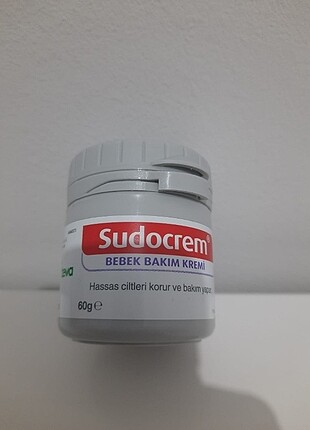 Sudocrem®
BEBEK BAKIM KREMİ
Hassas ciltleri korur ve bakım yapar
60g℮